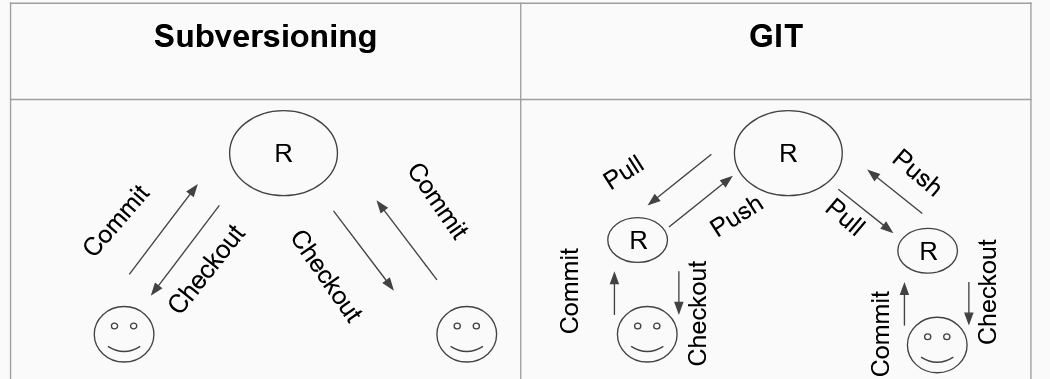 Subversioning
R
Commit
Checkout
Checkout
Commit
GIT
R
Pull
Push
Pull
Push
R
R
Commit
Checkout
Commit
Checkout